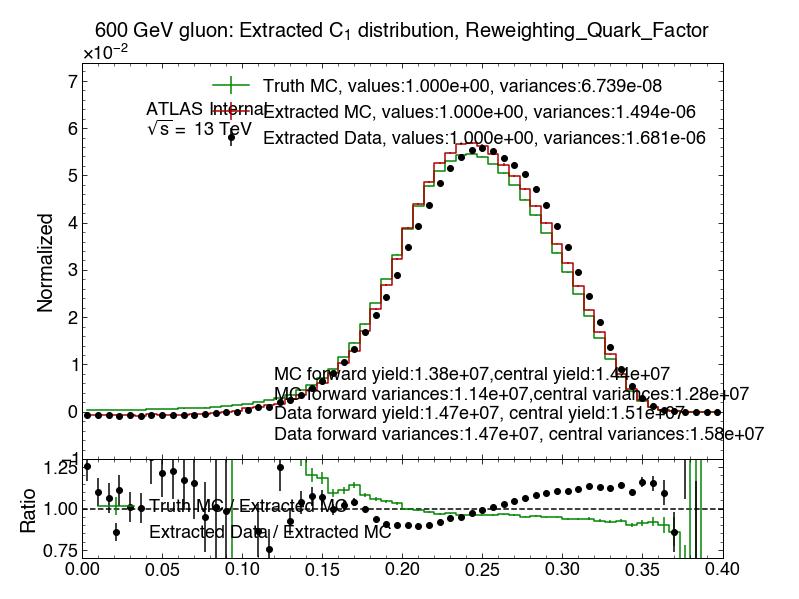 600 GeV gluon: Extracted C₁ distribution, Reweighting_Quark_Factor
×10⁻²
Truth MC, values:1.000e+00, variances:6.739e-08
ATLAS Internal
Extracted MC, values:1.000e+00, variances:1.494e-06
√s = 13 TeV
Extracted Data, values:1.000e+00, variances:1.681e-06
7
6
5
4
3
2
1
0
Normalized
MC forward yield:1.38e+07,central yield:1.44e+07
MC forward variances:1.14e+07,central variances:1.28e+07
Data forward yield:1.47e+07, central yield:1.51e+07
Data forward variances:1.47e+07, central variances:1.58e+07
1.25
1.00
0.75
Ratio
Truth MC / Extracted MC
Extracted Data / Extracted MC
0.00 0.05 0.10 0.15 0.20 0.25 0.30 0.35 0.40